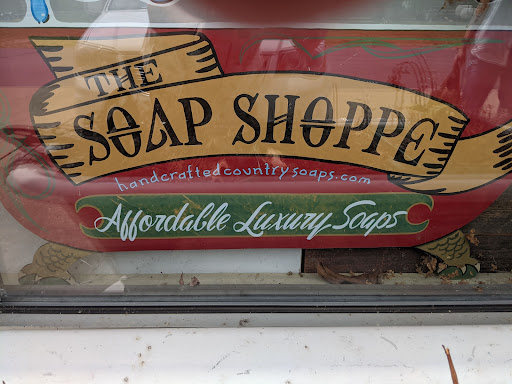 THE
SOAP SHOPPE
handcraftedcountrysoaps.com
Affordable Luxury Soaps